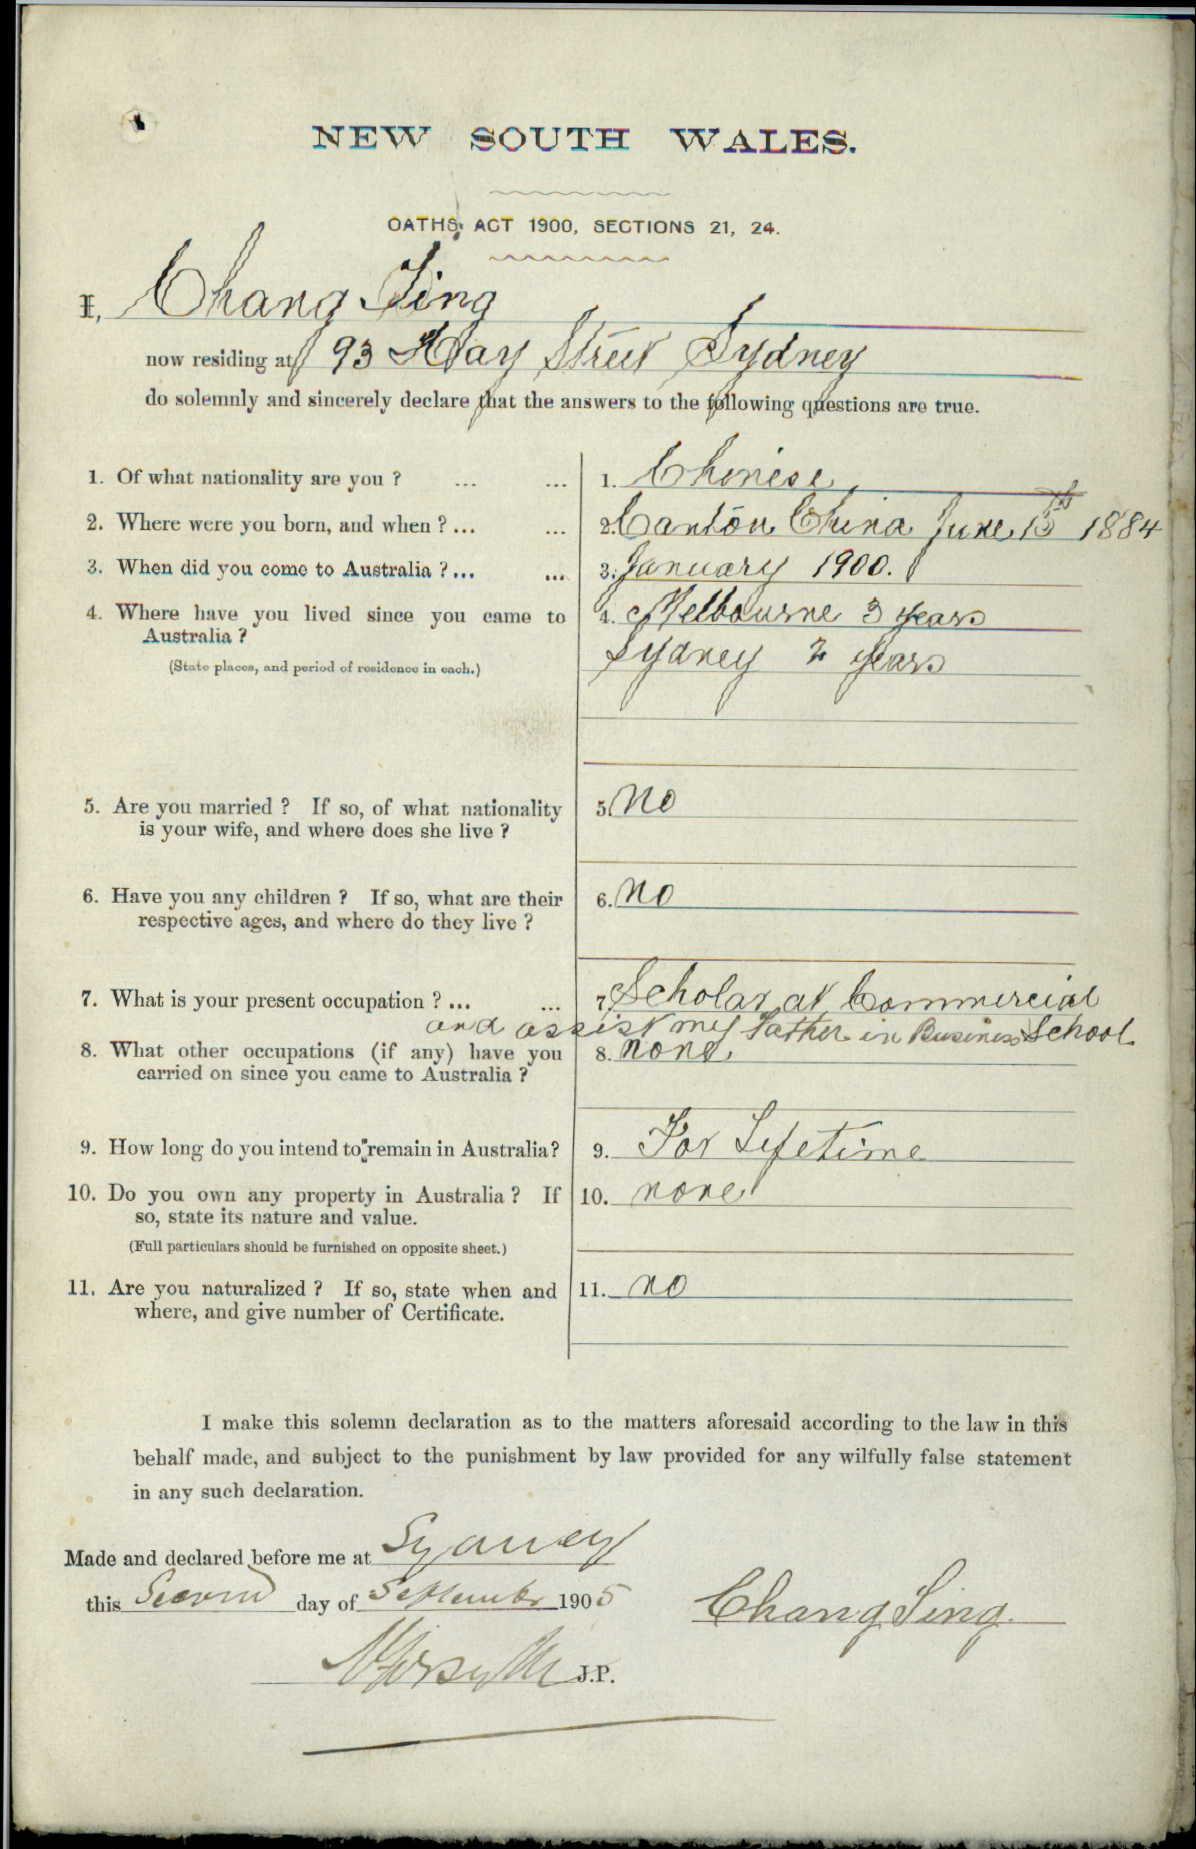 NEW SOUTH WALES.
OATHS ACT 1900, SECTIONS 21, 24.
I, Chang Sing
now residing at 93 Hay Street Sydney
do solemnly and sincerely declare that the answers to the following questions are true.
1. Of what nationality are you ? ... ... 1. Chinese
2. Where were you born, and when ? ... ... 2. Canton China June 13th 1884
3. When did you come to Australia ? ... ... 3. January 1900.
4. Where have you lived since you came to 4. Melbourne 3 years
Australia ?
(State places, and period of residence in each.) Sydney 2 years
5. Are you married ? If so, of what nationality 5. No
is your wife, and where does she live ?
6. Have you any children ? If so, what are their 6. No
respective ages, and where do they live ?
7. What is your present occupation ? ... ... 7. Scholar at Commercial
and assist my Father in Business School
8. What other occupations (if any) have you 8. none.
carried on since you came to Australia ?
9. How long do you intend to remain in Australia? 9. For Lifetime
10. Do you own any property in Australia ? If 10. none
so, state its nature and value.
(Full particulars should be furnished on opposite sheet.)
11. Are you naturalized ? If so, state when and 11. no
where, and give number of Certificate.
I make this solemn declaration as to the matters aforesaid according to the law in this
behalf made, and subject to the punishment by law provided for any wilfully false statement
in any such declaration.
Made and declared before me at Sydney
this Second day of September 1905 Chang Sing.
J.P.